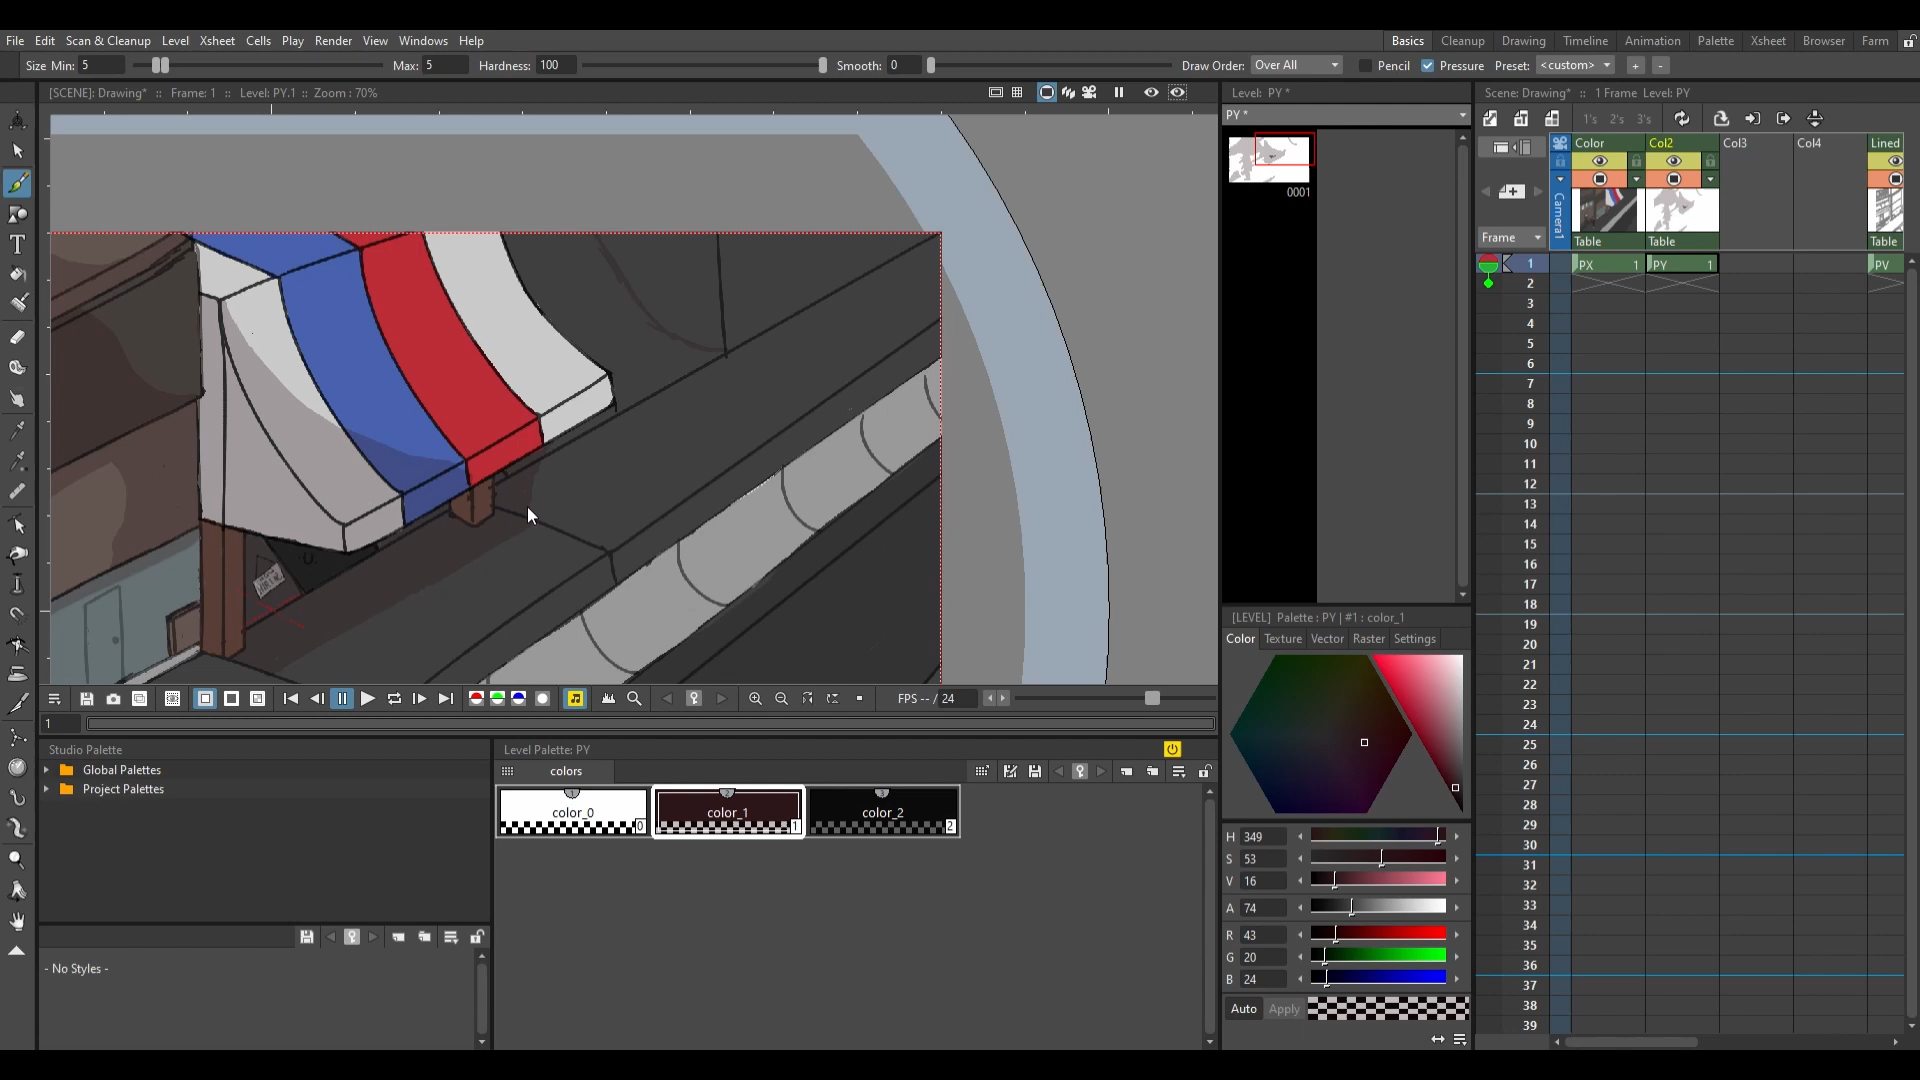 File Edit Scan & Cleanup Level Xsheet Cells Play Render View Windows Help
Basics Cleanup Drawing Timeline Animation Palette Xsheet Browser Farm
Size Min: 5 Max: 5 Hardness: 100 Smooth: 0 Draw Order: Over All Pencil Pressure Preset: <custom> + -
[SCENE]: Drawing* :: Frame: 1 :: Level: PY.1 :: Zoom : 70%
Level: PY *
Scene: Drawing* :: 1 Frame Level: PY
PY *
1's 2's 3's
0001
Color Col2 Col3 Col4 Lined
Camera1
Frame
Table Table Table
PX 1 PY 1 PV
1
2
3
4
5
6
7
8
9
10
11
12
13
14
15
16
17
18
19
20
21
22
23
24
25
26
27
28
29
30
31
32
33
34
35
36
37
38
39
[LEVEL] Palette : PY | #1 : color_1
Color Texture Vector Raster Settings
FPS -- / 24
1
Studio Palette
Global Palettes
Project Palettes
- No Styles -
Level Palette: PY
colors
color_0 0
color_1 1
color_2 2
H 349
S 53
V 16
A 74
R 43
G 20
B 24
Auto Apply